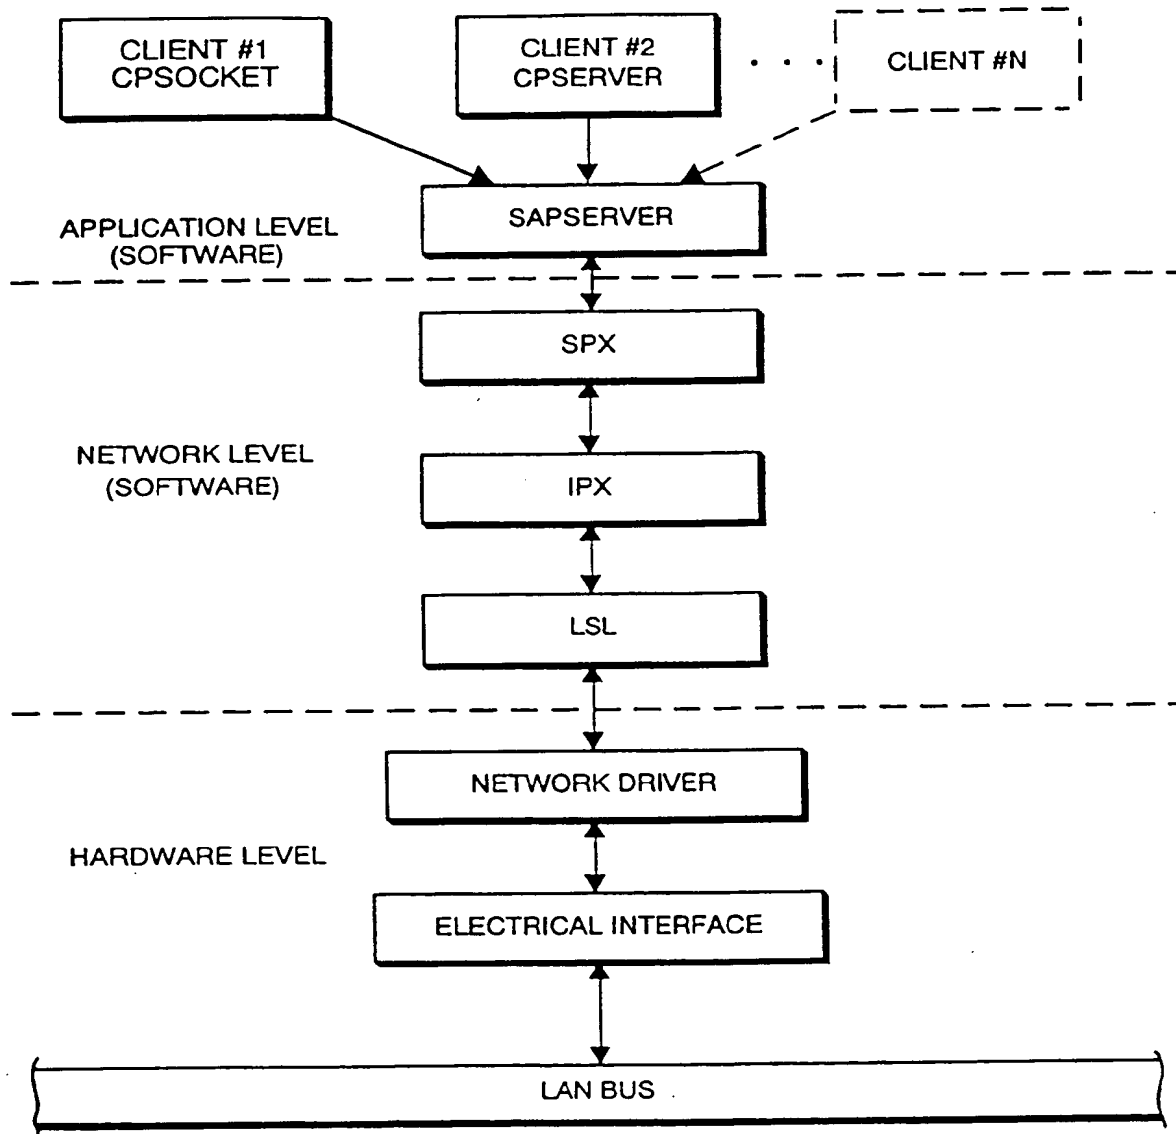 CLIENT #1
CPSOCKET
CLIENT #2
CPSERVER
CLIENT #N
SAPSERVER
APPLICATION LEVEL
(SOFTWARE)
SPX
NETWORK LEVEL
(SOFTWARE)
IPX
LSL
NETWORK DRIVER
HARDWARE LEVEL
ELECTRICAL INTERFACE
LAN BUS